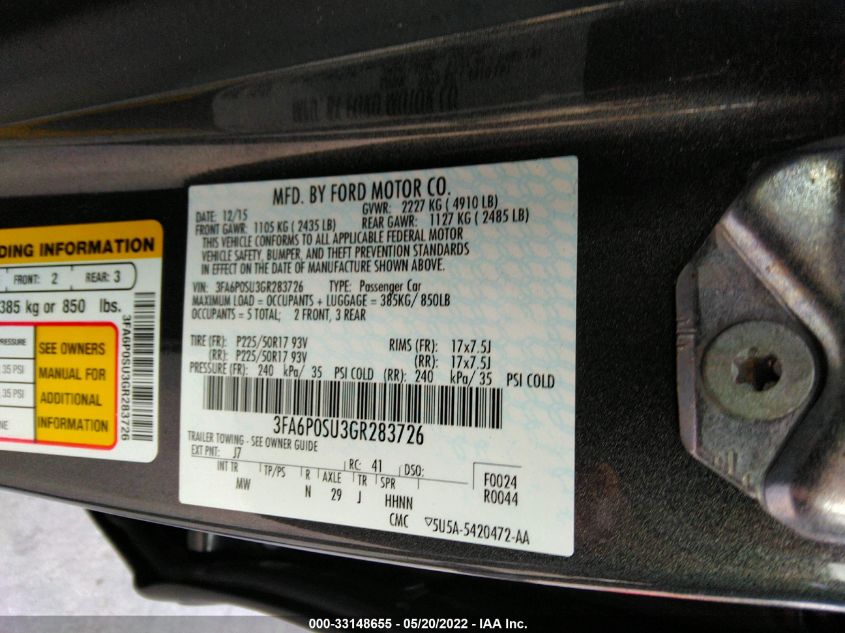 MFD. BY FORD MOTOR CO.
DATE: 12/15 GVWR: 2227 KG ( 4910 LB)
FRONT GAWR: 1105 KG ( 2435 LB) REAR GAWR: 1127 KG ( 2485 LB)
THIS VEHICLE CONFORMS TO ALL APPLICABLE FEDERAL MOTOR
VEHICLE SAFETY, BUMPER, AND THEFT PREVENTION STANDARDS
IN EFFECT ON THE DATE OF MANUFACTURE SHOWN ABOVE.
VIN: 3FA6P0SU3GR283726 TYPE: Passenger Car
MAXIMUM LOAD = OCCUPANTS + LUGGAGE = 385KG/ 850LB
OCCUPANTS = 5 TOTAL; 2 FRONT, 3 REAR
TIRE (FR): P225/50R17 93V RIMS (FR): 17x7.5J
(RR): P225/50R17 93V (RR): 17x7.5J
PRESSURE (FR): 240 kPa/ 35 PSI COLD (RR): 240 kPa/ 35 PSI COLD
3FA6P0SU3GR283726
TRAILER TOWING - SEE OWNER GUIDE
EXT PNT: J7 RC: 41 DSO:
INT TR TP/PS R AXLE TR SPR
MW N 29 J HHNN
F0024
R0044
CMC ▽5U5A-5420472-AA
DING INFORMATION
FRONT: 2 REAR: 3
385 kg or 850 lbs.
PRESSURE
35 PSI
35 PSI
SEE OWNERS
MANUAL FOR
ADDITIONAL
INFORMATION
3FA6P0SU3GR283726
000-33148655 - 05/20/2022 - IAA Inc.